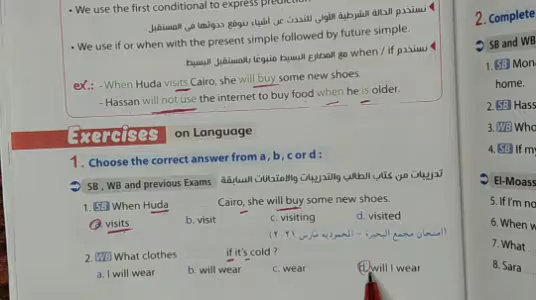 • We use the first conditional to express
نستخدم الحالة الشرطية الأولى للتحدث عن أشياء يتوقع حدوثها في المستقبل
• We use if or when with the present simple followed by future simple.
نستخدم when / if مع المضارع البسيط متبوعا بالمستقبل البسيط
ex.: - When Huda visits Cairo, she will buy some new shoes.
- Hassan will not use the internet to buy food when he is older.
Exercises on Language
1. Choose the correct answer from a, b, c or d :
SB, WB and previous Exams أسئلة من كتاب الطالب والتدريبات والامتحانات السابقة
1. SB When Huda Cairo, she will buy some new shoes.
a. visits b. visit c. visiting d. visited
2. WB What clothes if it's cold ?
a. I will wear b. will wear c. wear d. will I wear
2. Complete
SB and WB
1. SB Mon
home.
2. SB Hass
3. WB Who
4. SB If m
El-Moass
5. If I'm no
6. When
7. What
8. Sara